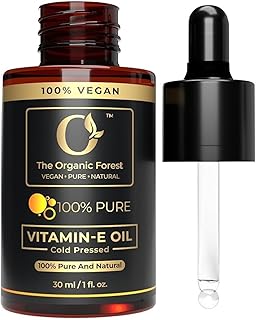 100% VEGAN
TM
The Organic Forest
VEGAN • PURE • NATURAL
100% PURE
VITAMIN-E OIL
Cold Pressed
100% Pure And Natural
30 ml / 1 fl. oz.